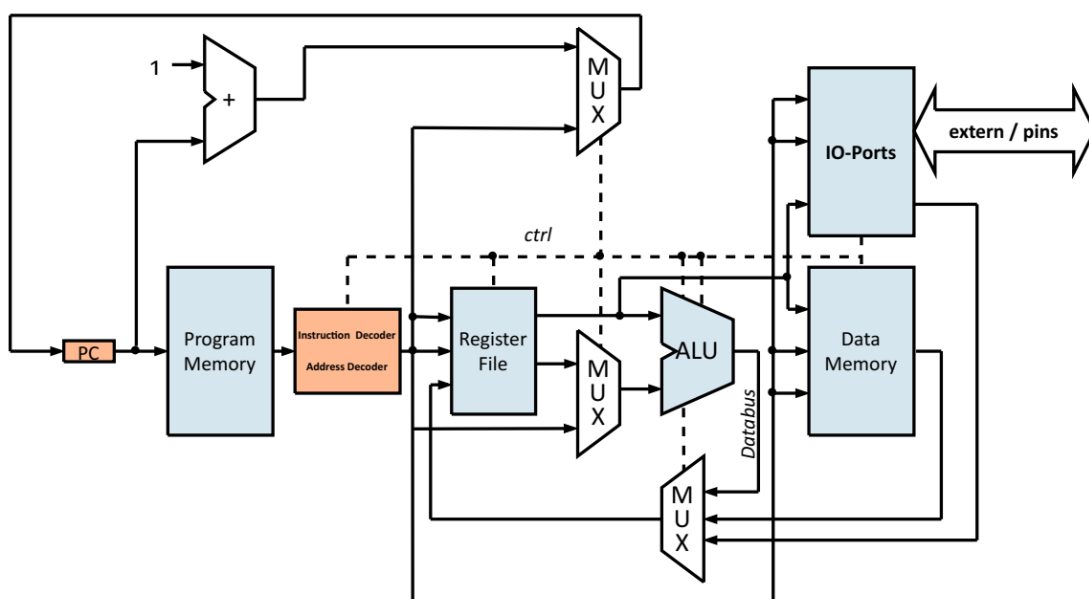 1
+
M
U
X
IO-Ports
extern / pins
ctrl
PC
Program
Memory
Instruction Decoder
Address Decoder
Register
File
M
U
X
ALU
Databus
Data
Memory
M
U
X